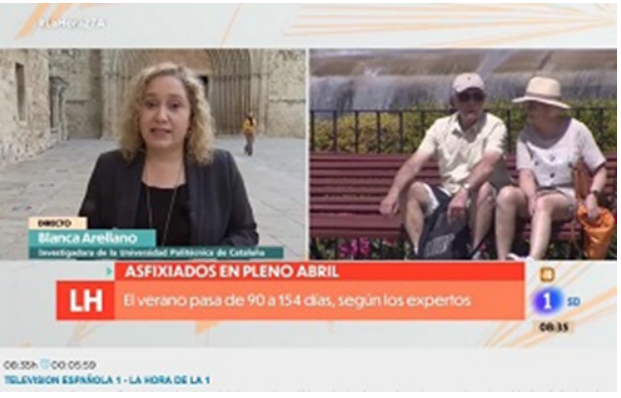 #LaHora27A
DIRECTO
Blanca Arellano
Investigadora de la Universidad Politécnica de Cataluña
ASFIXIADOS EN PLENO ABRIL
LH
El verano pasa de 90 a 154 días, según los expertos
1 SD
08:35
08:35h 00:05:59
TELEVISION ESPAÑOLA 1 - LA HORA DE LA 1